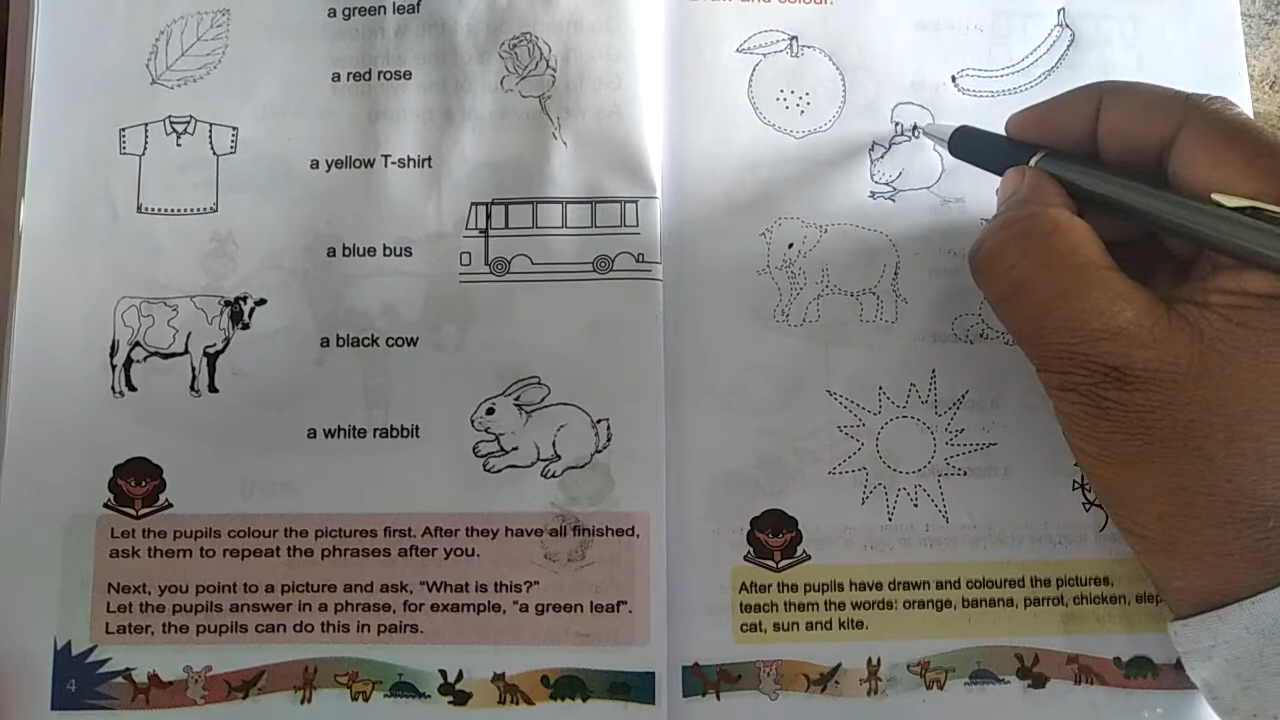 a green leaf
a red rose
a yellow T-shirt
a blue bus
a black cow
a white rabbit
Let the pupils colour the pictures first. After they have all finished,
ask them to repeat the phrases after you.
Next, you point to a picture and ask, "What is this?"
Let the pupils answer in a phrase, for example, "a green leaf".
Later, the pupils can do this in pairs.
4
and colour.
After the pupils have drawn and coloured the pictures,
teach them the words: orange, banana, parrot, chicken,
cat, sun and kite.